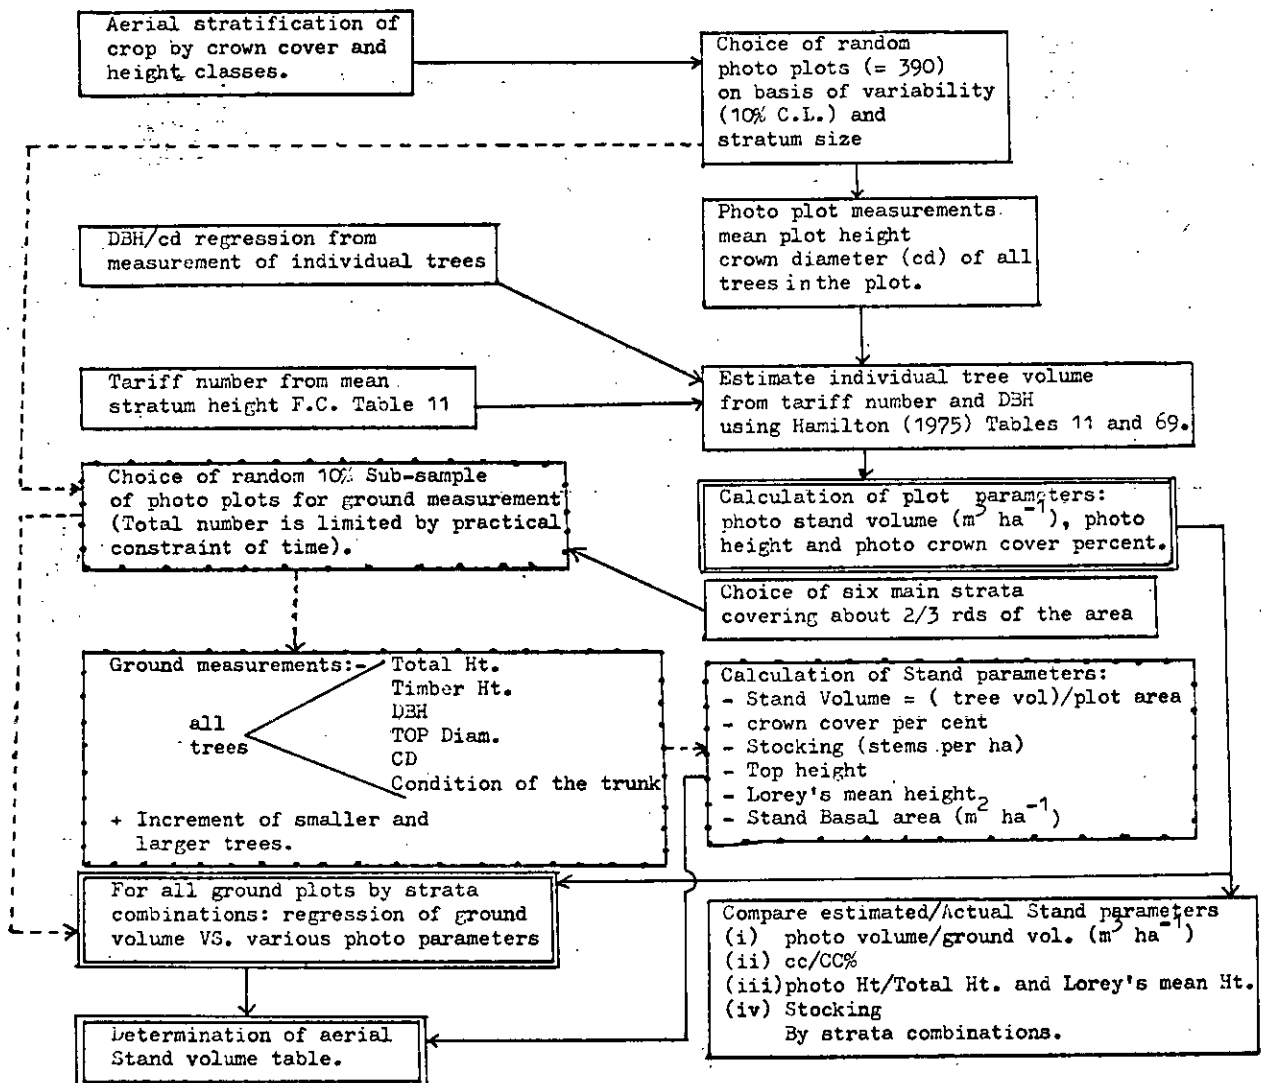 Aerial stratification of
crop by crown cover and
height classes.
Choice of random
photo plots (= 390)
on basis of variability
(10% C.L.) and
stratum size
Photo plot measurements
mean plot height
crown diameter (cd) of all
trees in the plot.
DBH/cd regression from
measurement of individual trees
Tariff number from mean
stratum height F.C. Table 11
Estimate individual tree volume
from tariff number and DBH
using Hamilton (1975) Tables 11 and 69.
Choice of random 10% Sub-sample
of photo plots for ground measurement
(Total number is limited by practical
constraint of time).
Calculation of plot parameters:
photo stand volume (m³ ha⁻¹), photo
height and photo crown cover percent.
Choice of six main strata
covering about 2/3 rds of the area
Ground measurements:-
all
trees
Total Ht.
Timber Ht.
DBH
TOP Diam.
CD
Condition of the trunk
+ Increment of smaller and
larger trees.
Calculation of Stand parameters:
- Stand Volume = ( tree vol)/plot area
- crown cover per cent
- Stocking (stems per ha)
- Top height
- Lorey's mean height
- Stand Basal area (m² ha⁻¹)
For all ground plots by strata
combinations: regression of ground
volume VS. various photo parameters
Compare estimated/Actual Stand parameters
(i) photo volume/ground vol. (m³ ha⁻¹)
(ii) cc/CC%
(iii) photo Ht/Total Ht. and Lorey's mean Ht.
(iv) Stocking
By strata combinations.
Determination of aerial
Stand volume table.